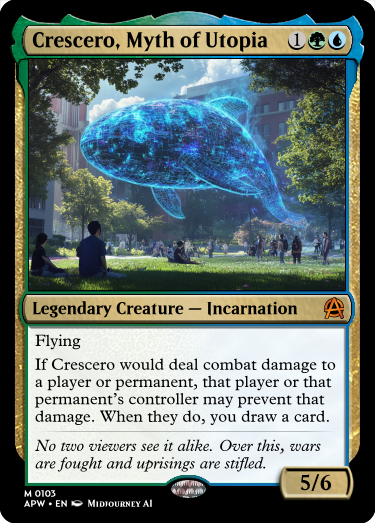 Crescero, Myth of Utopia 1
Legendary Creature — Incarnation
Flying
If Crescero would deal combat damage to
a player or permanent, that player or that
permanent's controller may prevent that
damage. When they do, you draw a card.
No two viewers see it alike. Over this, wars
are fought and uprisings are stifled.
5/6
M 0103
APW • EN Midjourney AI